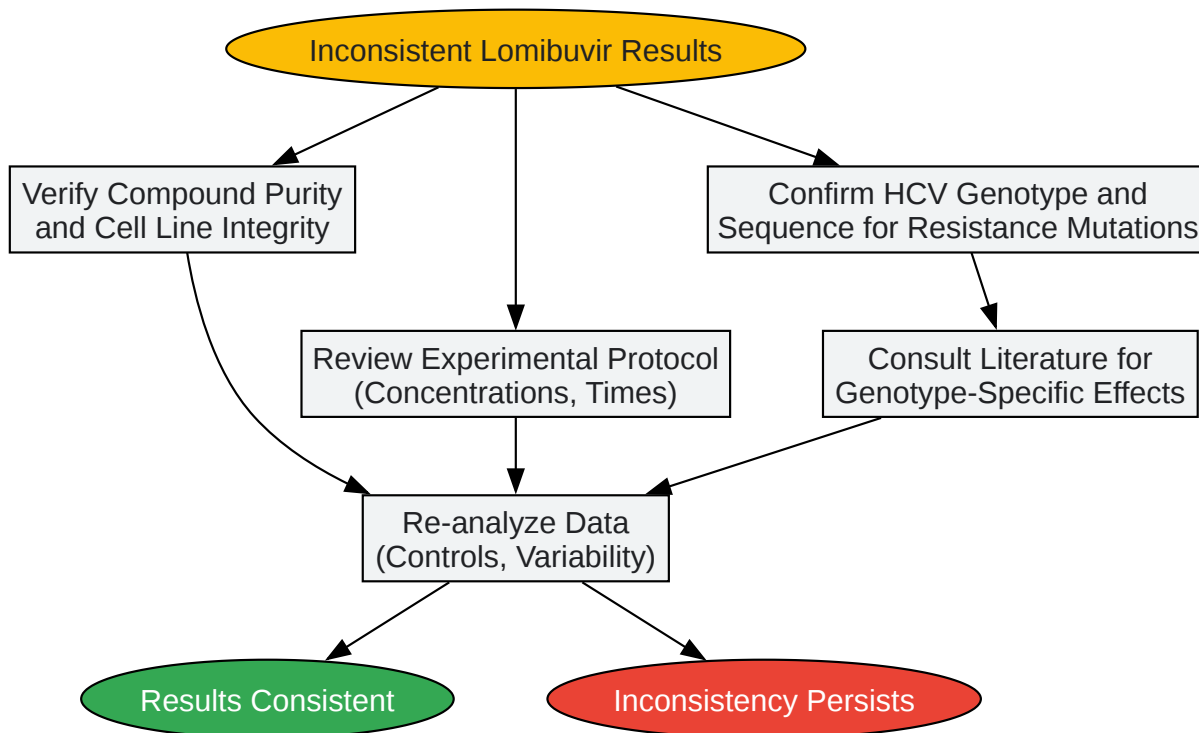 Inconsistent Lomibuvir Results
Verify Compound Purity
and Cell Line Integrity
Confirm HCV Genotype and
Sequence for Resistance Mutations
Review Experimental Protocol
(Concentrations, Times)
Consult Literature for
Genotype-Specific Effects
Re-analyze Data
(Controls, Variability)
Results Consistent
Inconsistency Persists